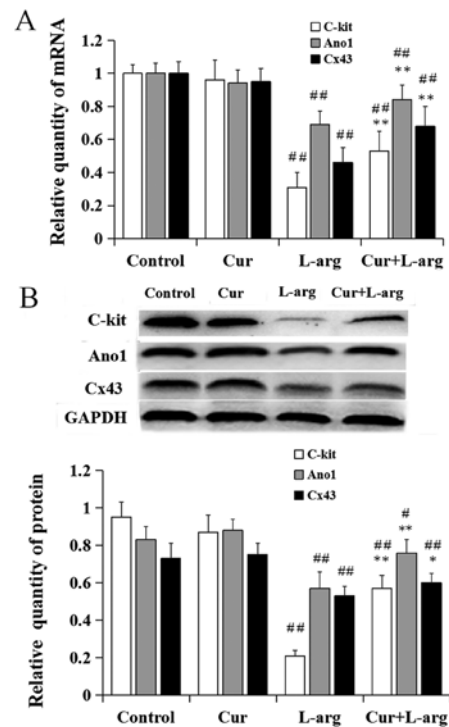 A
C-kit
Ano1
Cx43
Relative quantity of mRNA
1.2
1
0.8
0.6
0.4
0.2
0
## ## ##
## ** ## ** ## **
Control Cur L-arg Cur+L-arg
B
Control Cur L-arg Cur+L-arg
C-kit
Ano1
Cx43
GAPDH
C-kit
Ano1
Cx43
Relative quantity of protein
1.2
1
0.8
0.6
0.4
0.2
0
## ## ##
## ** # ** ## *
Control Cur L-arg Cur+L-arg